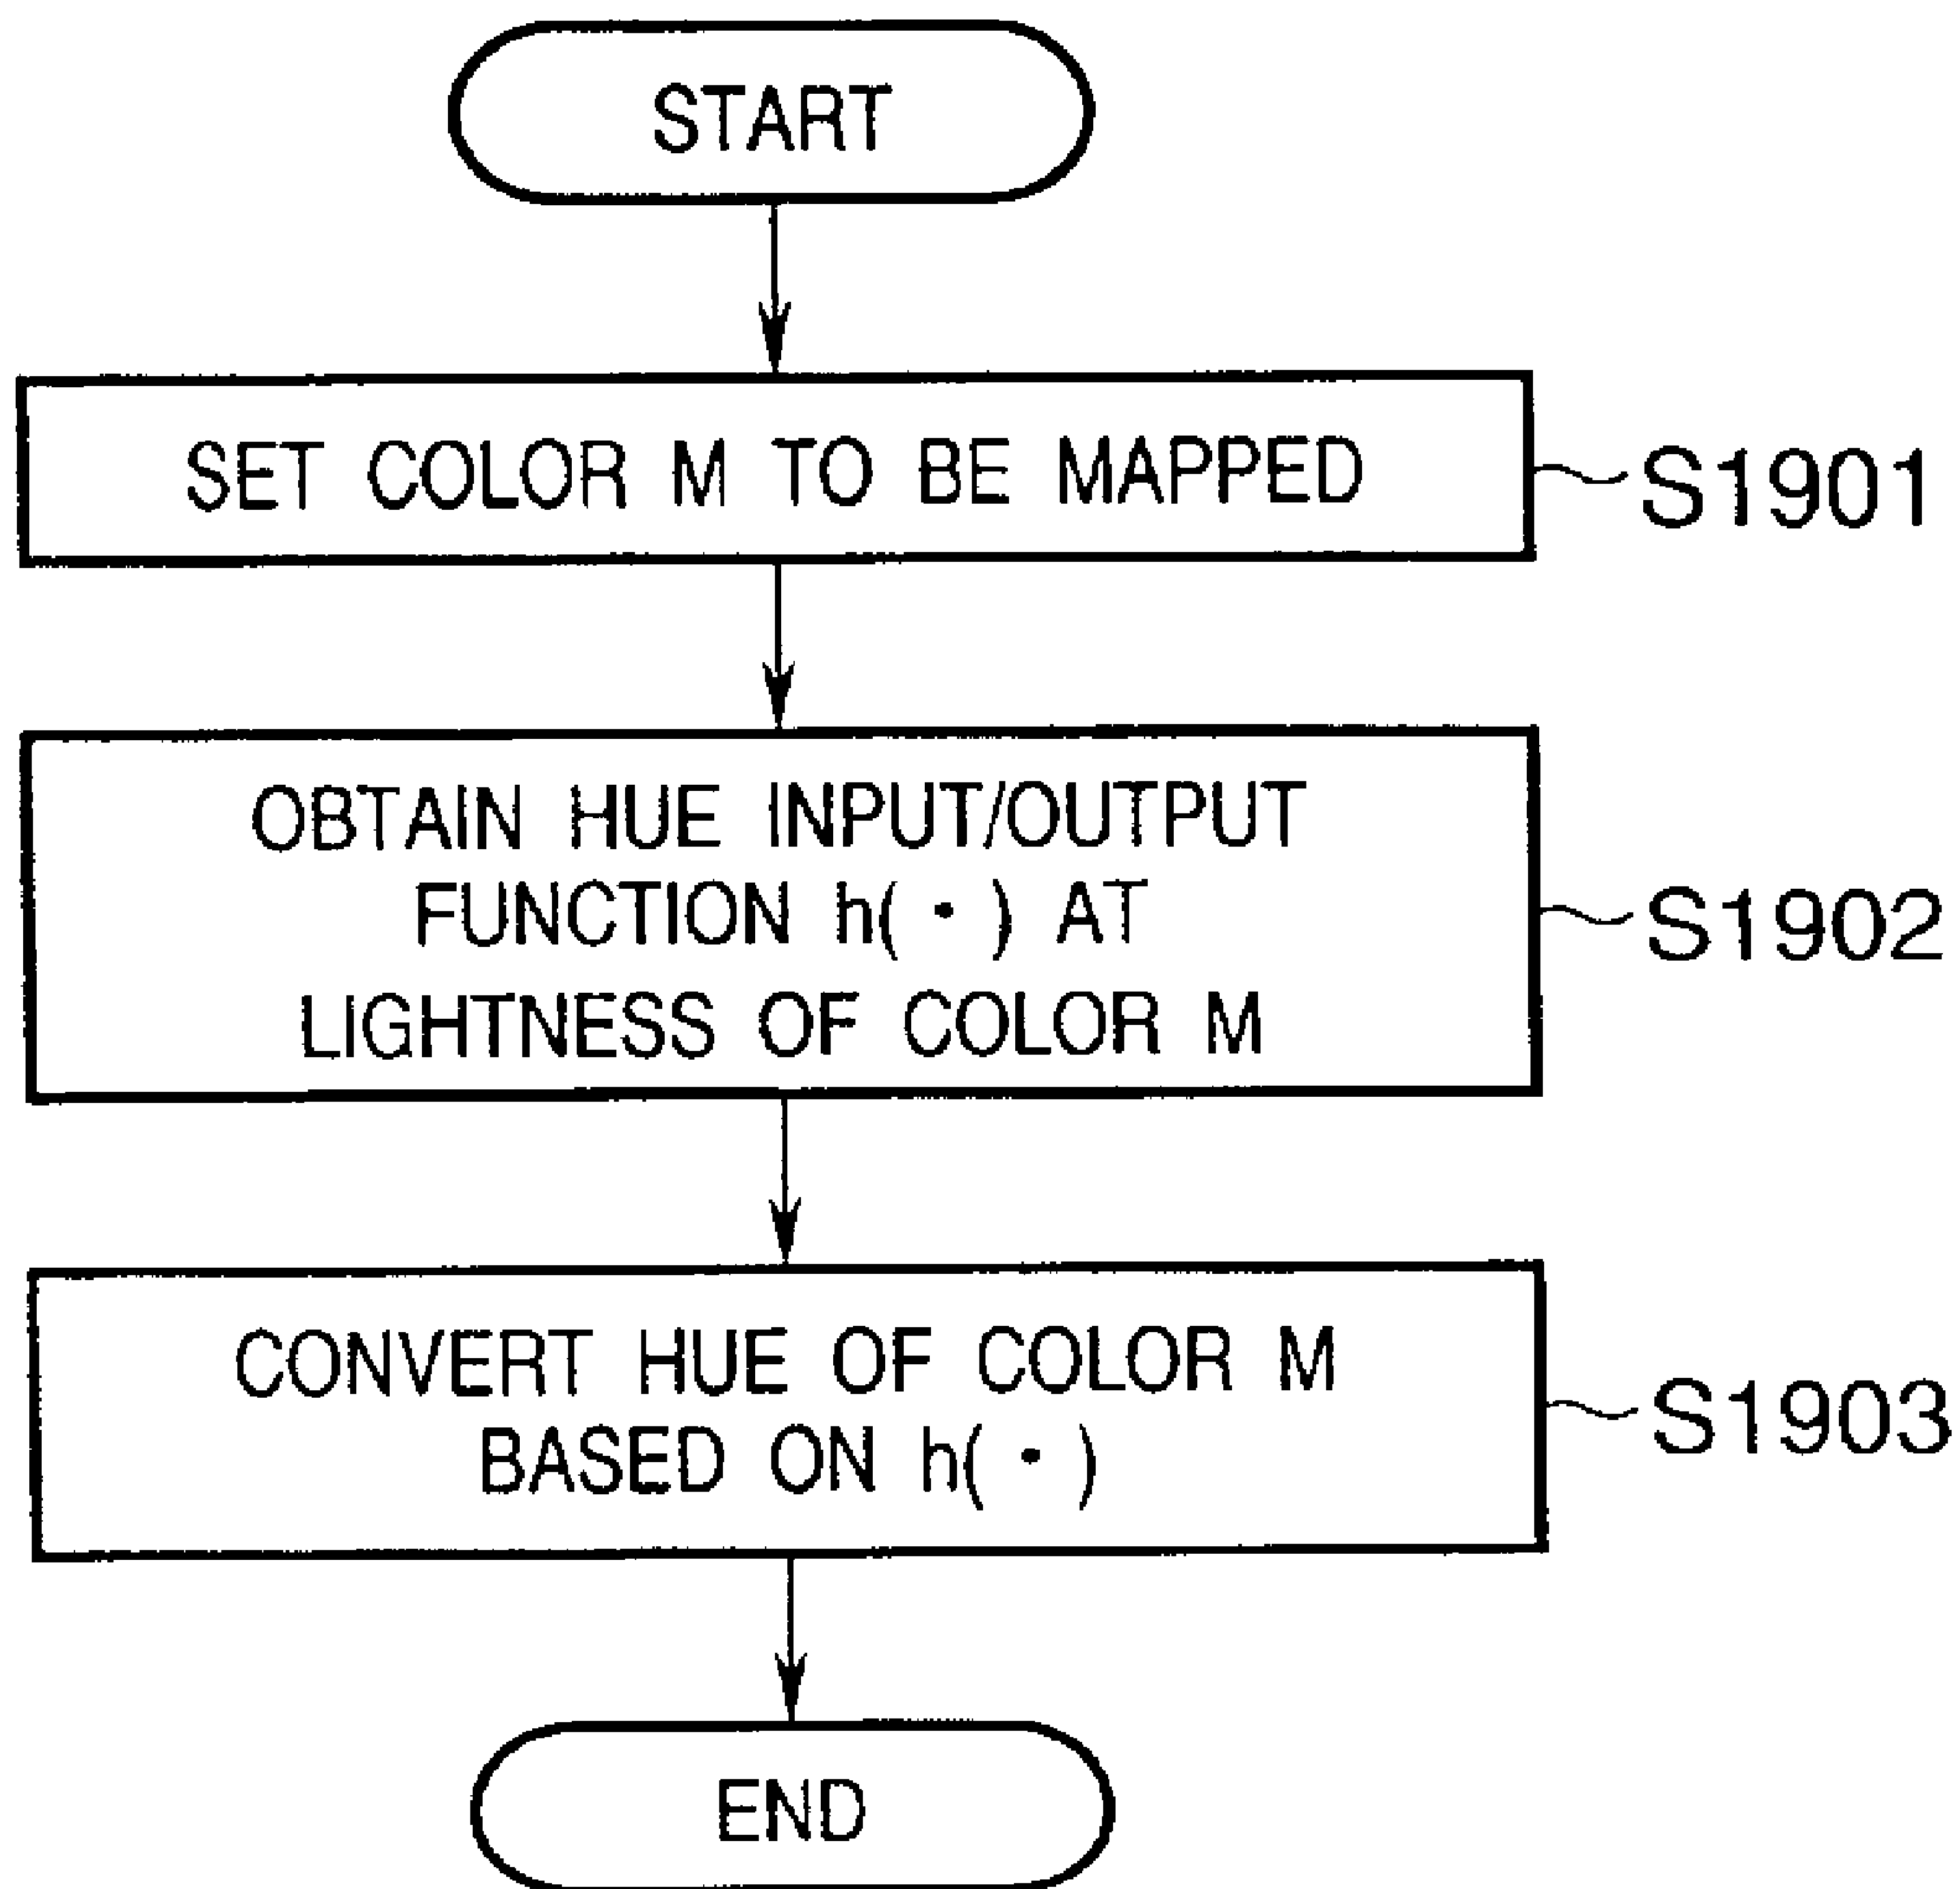 START
SET COLOR M TO BE MAPPED
S1901
OBTAIN HUE INPUT/OUTPUT
FUNCTION h( · ) AT
LIGHTNESS OF COLOR M
S1902
CONVERT HUE OF COLOR M
BASED ON h( · )
S1903
END